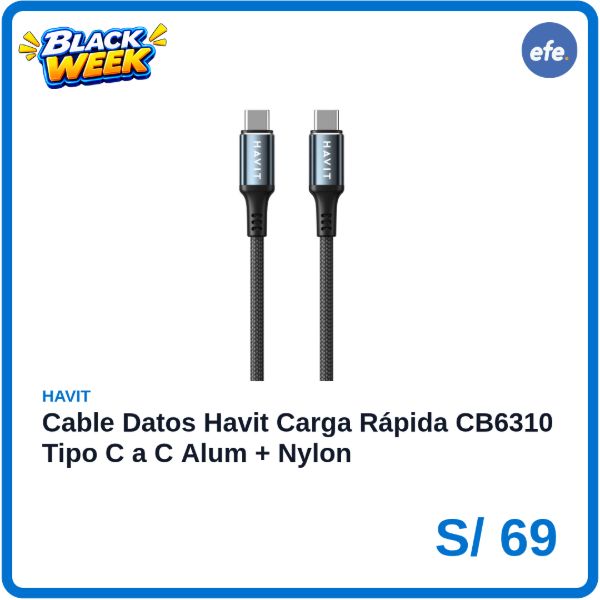 BLACK
WEEK
efe.
HAVIT
HAVIT
HAVIT
Cable Datos Havit Carga Rápida CB6310
Tipo C a C Alum + Nylon
S/ 69